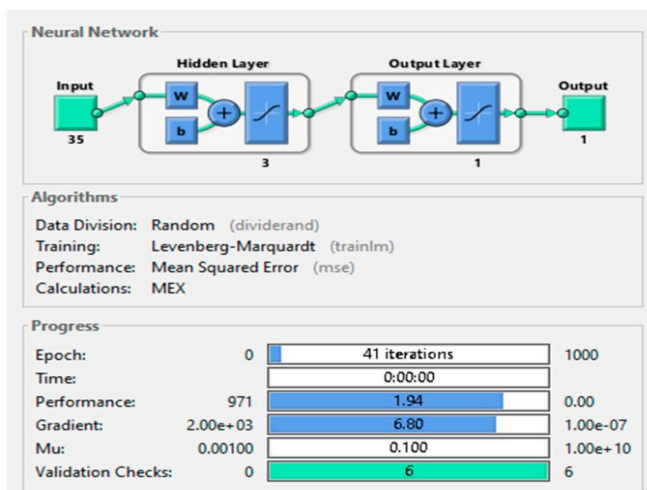 Neural Network
Hidden Layer Output Layer
Input Output
W W
b b
35 3 1 1
Algorithms
Data Division: Random (dividerand)
Training: Levenberg-Marquardt (trainlm)
Performance: Mean Squared Error (mse)
Calculations: MEX
Progress
Epoch: 0 41 iterations 1000
Time: 0:00:00
Performance: 971 1.94 0.00
Gradient: 2.00e+03 6.80 1.00e-07
Mu: 0.00100 0.100 1.00e+10
Validation Checks: 0 6 6